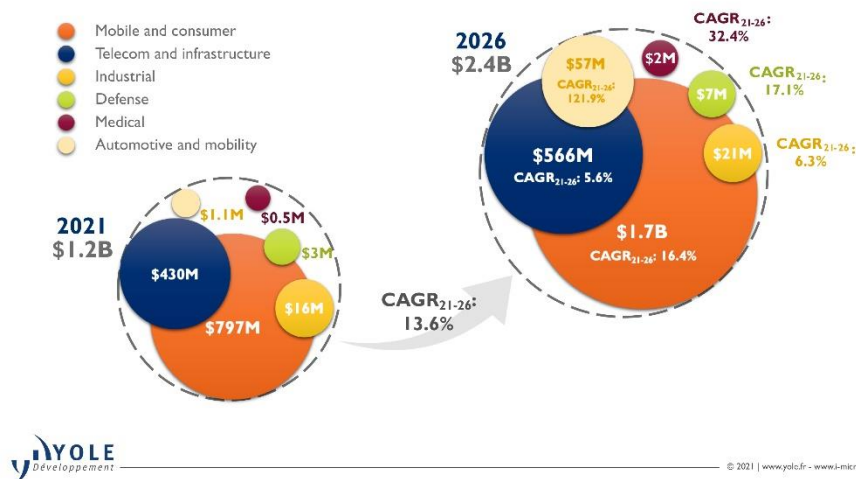 Mobile and consumer
Telecom and infrastructure
Industrial
Defense
Medical
Automotive and mobility
2021
$1.2B
$1.1M
$0.5M
$3M
$430M
$16M
$797M
CAGR21-26:
13.6%
2026
$2.4B
$57M
CAGR21-26:
121.9%
$2M
CAGR21-26:
32.4%
$7M
CAGR21-26:
17.1%
$21M
CAGR21-26:
6.3%
$566M
CAGR21-26: 5.6%
$1.7B
CAGR21-26: 16.4%
YOLE
Développement
© 2021 | www.yole.fr - www.i-micr